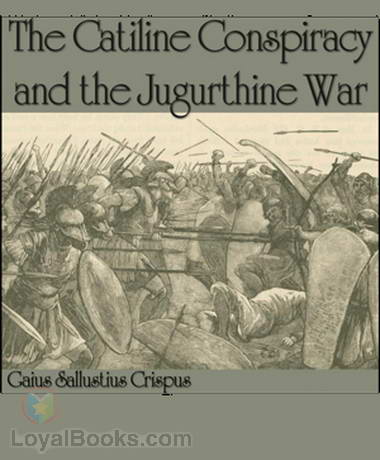 The Catiline Conspiracy
and the Jugurthine War
Gaius Sallustius Crispus
LoyalBooks.com